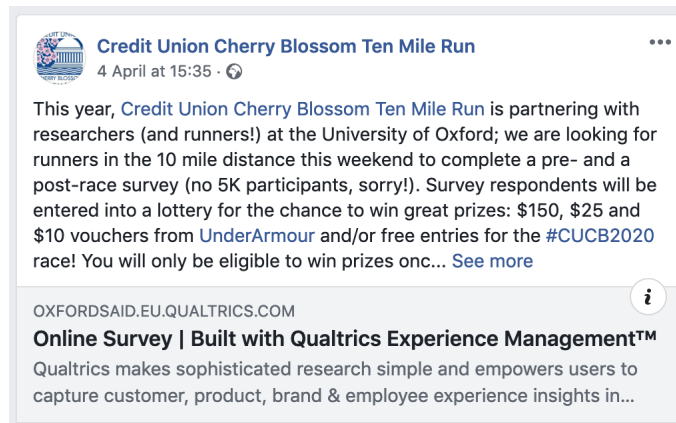 Credit Union Cherry Blossom Ten Mile Run
4 April at 15:35 ·
This year, Credit Union Cherry Blossom Ten Mile Run is partnering with
researchers (and runners!) at the University of Oxford; we are looking for
runners in the 10 mile distance this weekend to complete a pre- and a
post-race survey (no 5K participants, sorry!). Survey respondents will be
entered into a lottery for the chance to win great prizes: $150, $25 and
$10 vouchers from UnderArmour and/or free entries for the #CUCB2020
race! You will only be eligible to win prizes onc... See more
OXFORDSAID.EU.QUALTRICS.COM
Online Survey | Built with Qualtrics Experience Management™
Qualtrics makes sophisticated research simple and empowers users to
capture customer, product, brand & employee experience insights in...